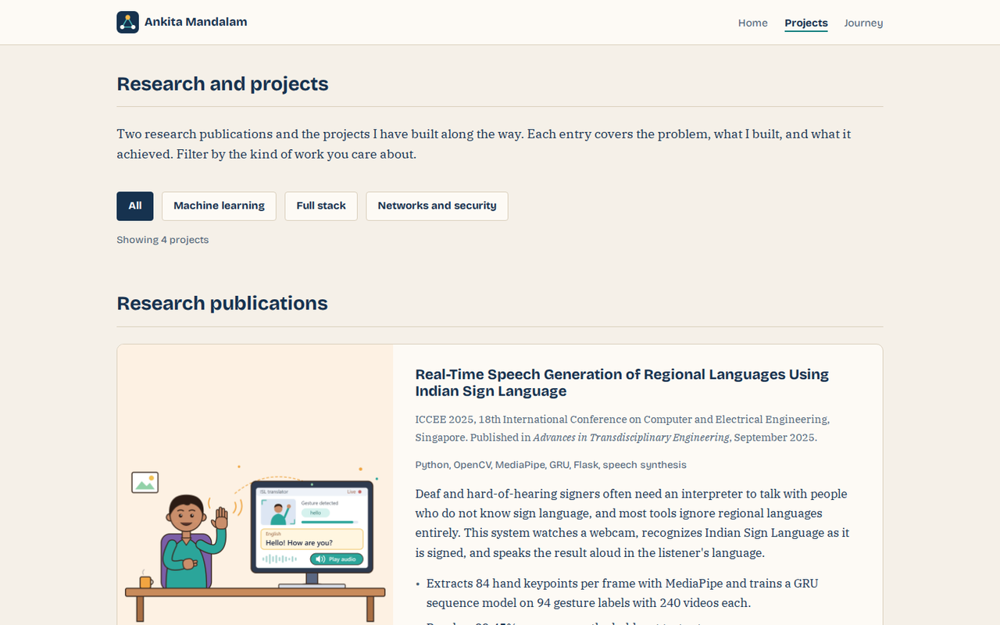 Ankita Mandalam
Home Projects Journey
Research and projects
Two research publications and the projects I have built along the way. Each entry covers the problem, what I built, and what it
achieved. Filter by the kind of work you care about.
All Machine learning Full stack Networks and security
Showing 4 projects
Research publications
Real-Time Speech Generation of Regional Languages Using
Indian Sign Language
ICCEE 2025, 18th International Conference on Computer and Electrical Engineering,
Singapore. Published in Advances in Transdisciplinary Engineering, September 2025.
Python, OpenCV, MediaPipe, GRU, Flask, speech synthesis
Deaf and hard-of-hearing signers often need an interpreter to talk with people
who do not know sign language, and most tools ignore regional languages
entirely. This system watches a webcam, recognizes Indian Sign Language as it
is signed, and speaks the result aloud in the listener's language.
• Extracts 84 hand keypoints per frame with MediaPipe and trains a GRU
sequence model on 94 gesture labels with 240 videos each.
ISL translator Live
Gesture detected
hello
English
Hello! How are you?
Play audio